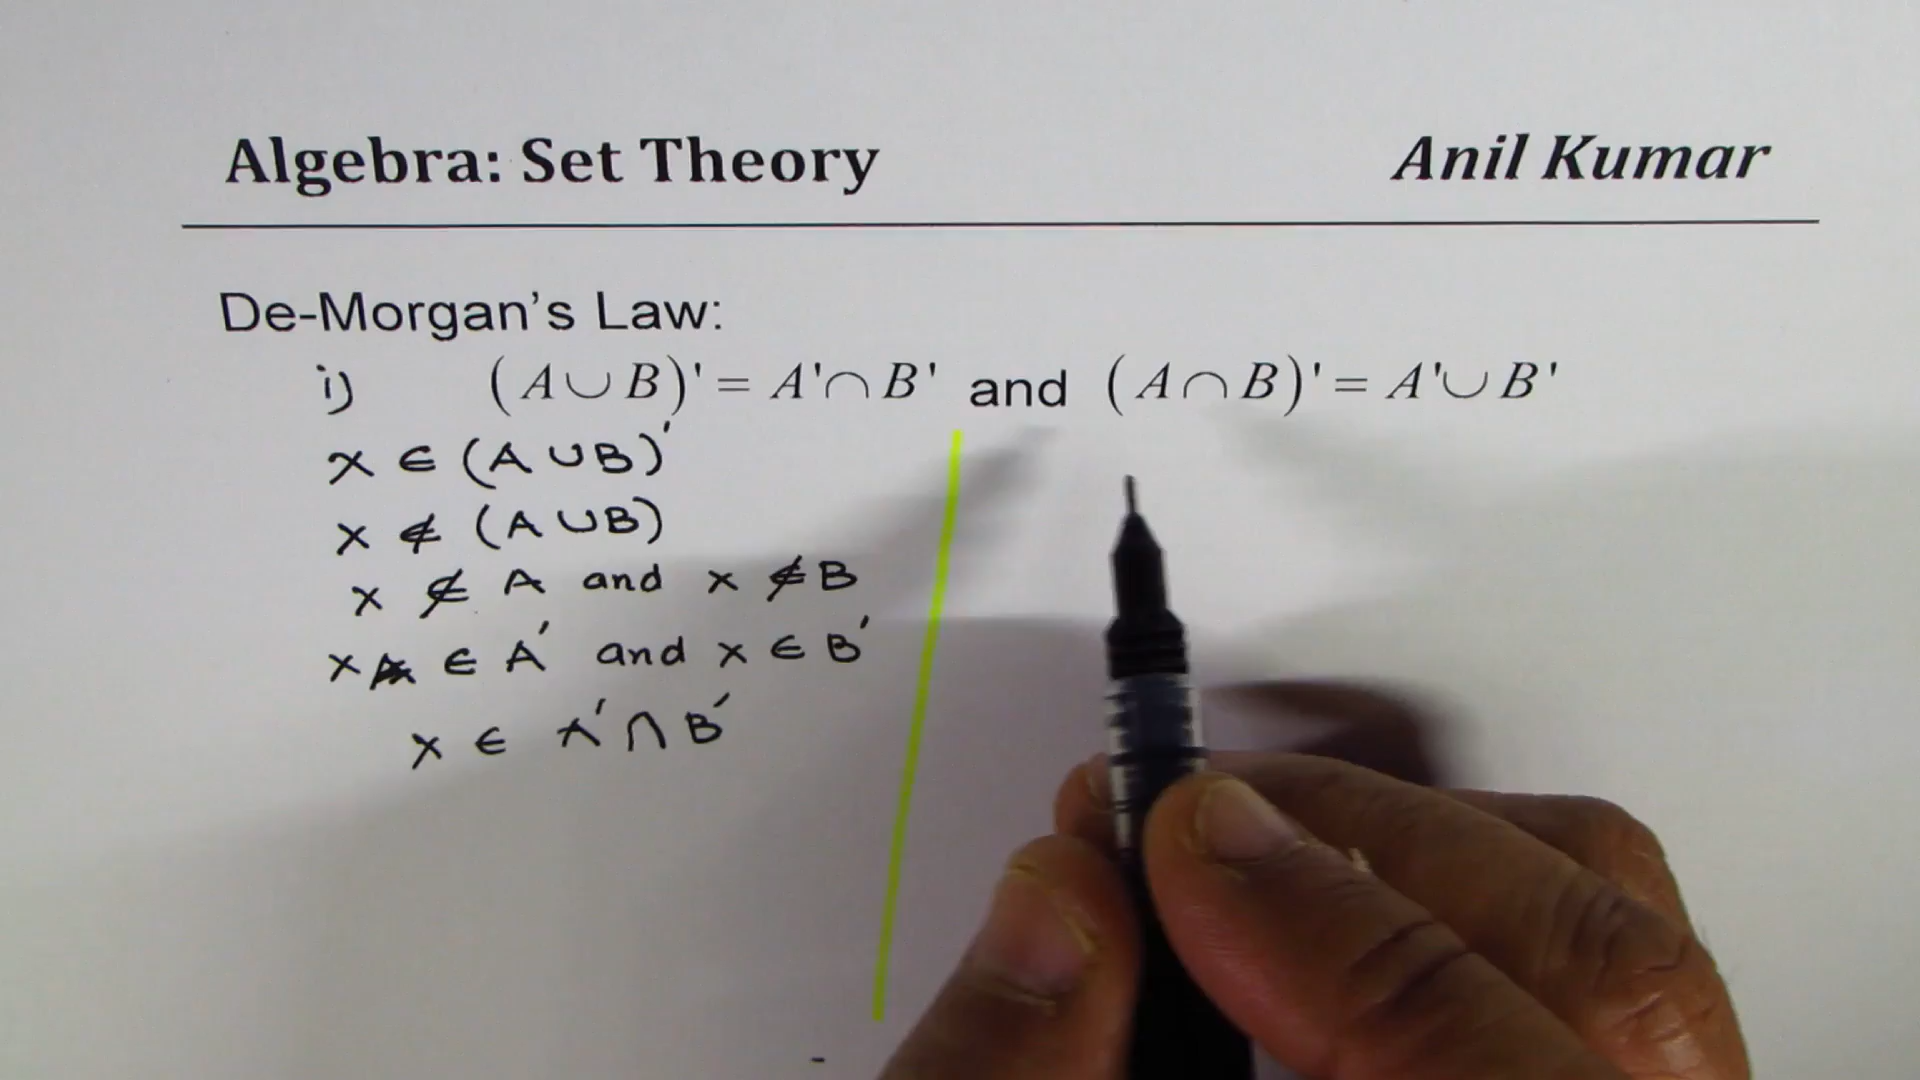 Algebra: Set Theory Anil Kumar
De-Morgan's Law:
i) (A∪B)' = A'∩B' and (A∩B)' = A'∪B'
x ∈ (A∪B)'
x ∉ (A∪B)
x ∉ A and x ∉ B
x ∈ A' and x ∈ B'
x ∈ A'∩B'